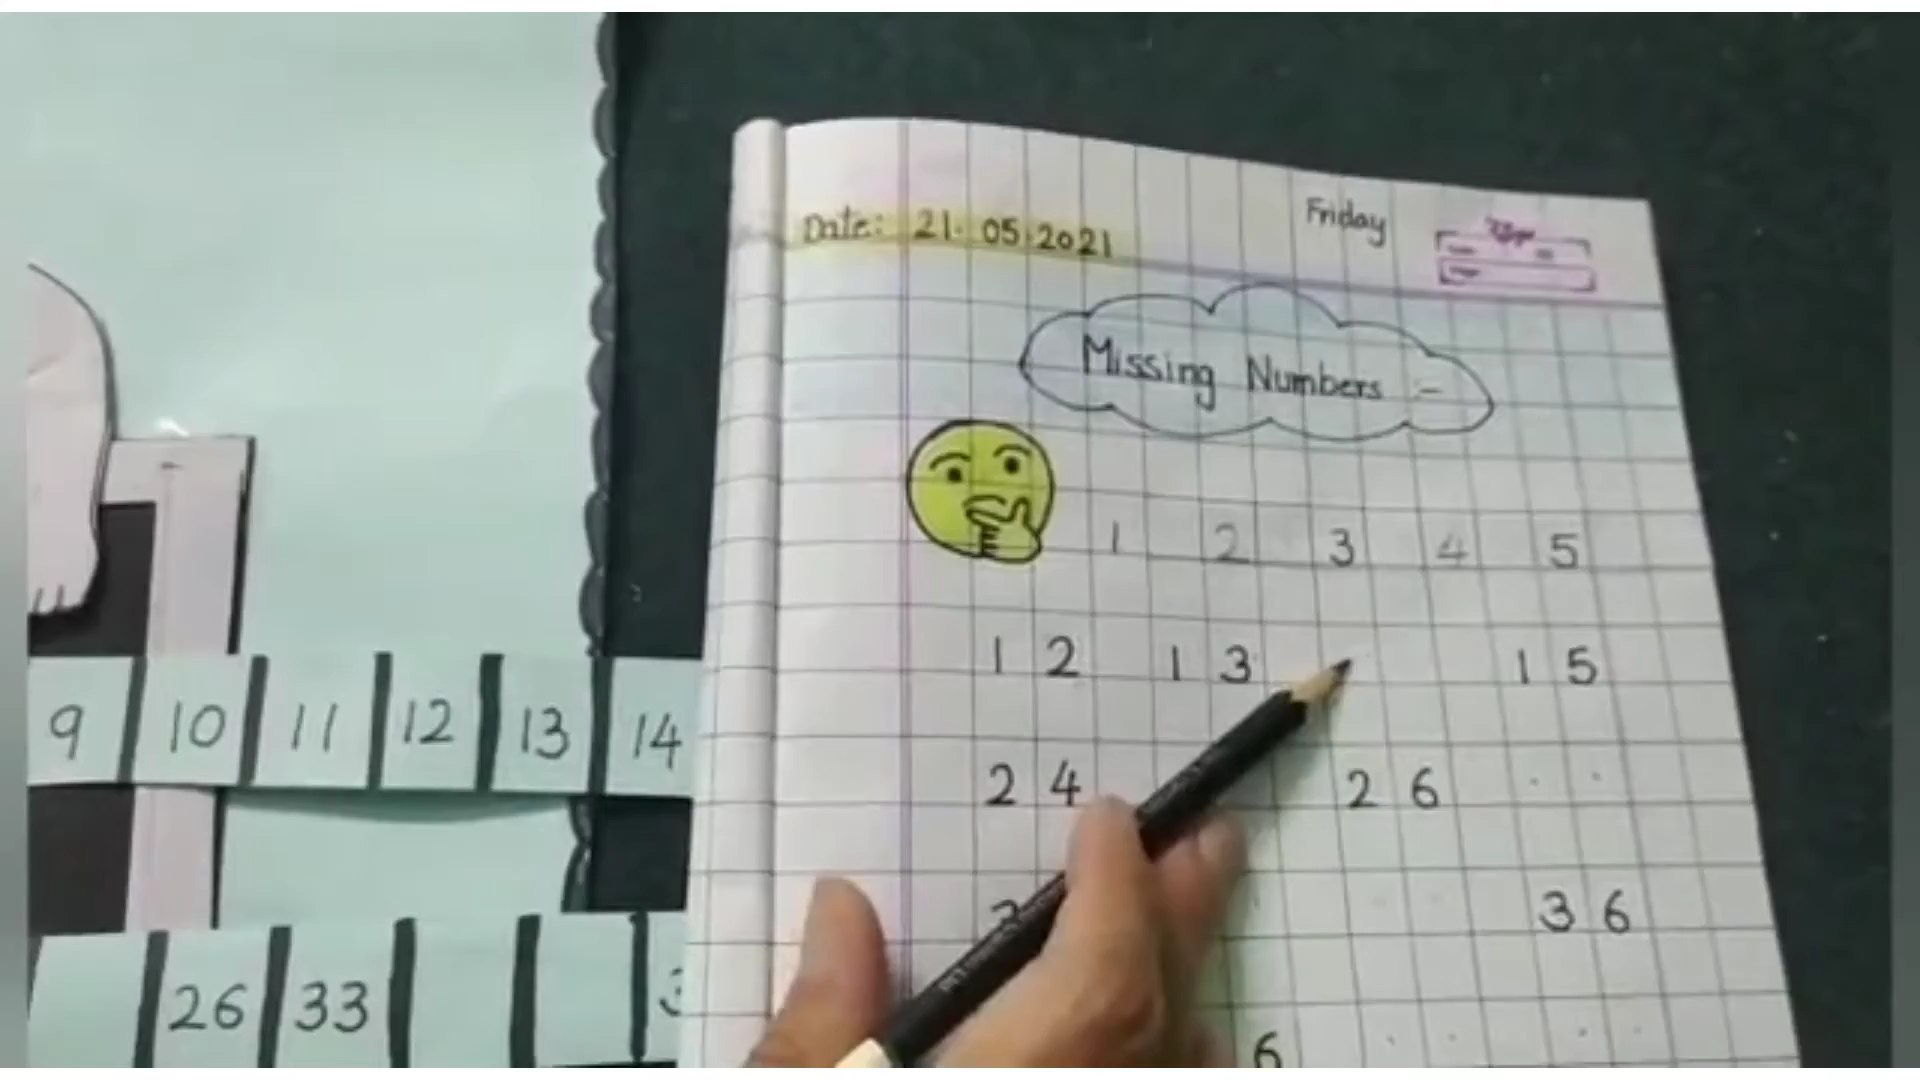 Date: 21.05.2021
Friday
Missing Numbers :-
1 2 3 4 5
12 13 15
24 26
36
6
9 10 11 12 13 14
26 33